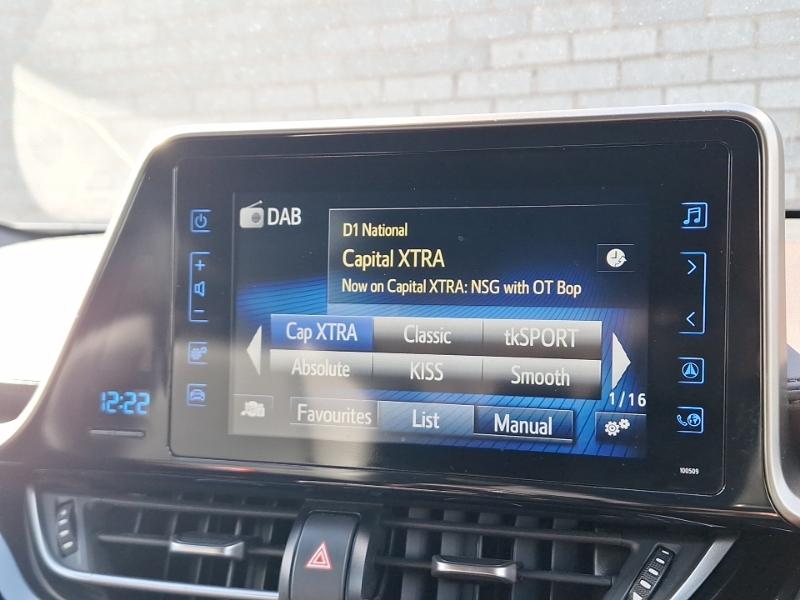 DAB
D1 National
Capital XTRA
Now on Capital XTRA: NSG with OT Bop
Cap XTRA Classic tkSPORT
Absolute KISS Smooth
1/16
Favourites List Manual
12:22
100509